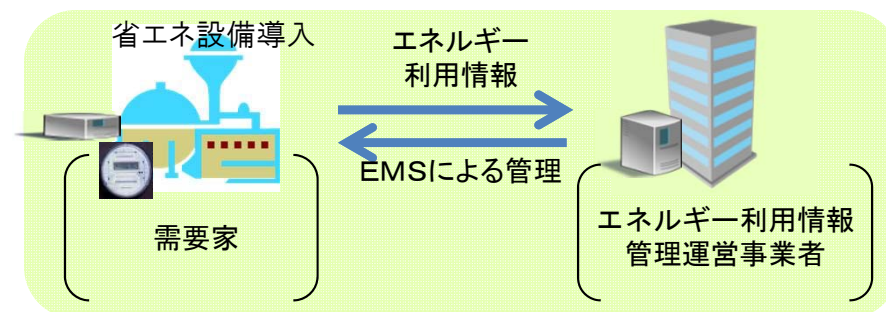 省エネ設備導入
エネルギー
利用情報
EMSによる管理
需要家
エネルギー利用情報
管理運営事業者